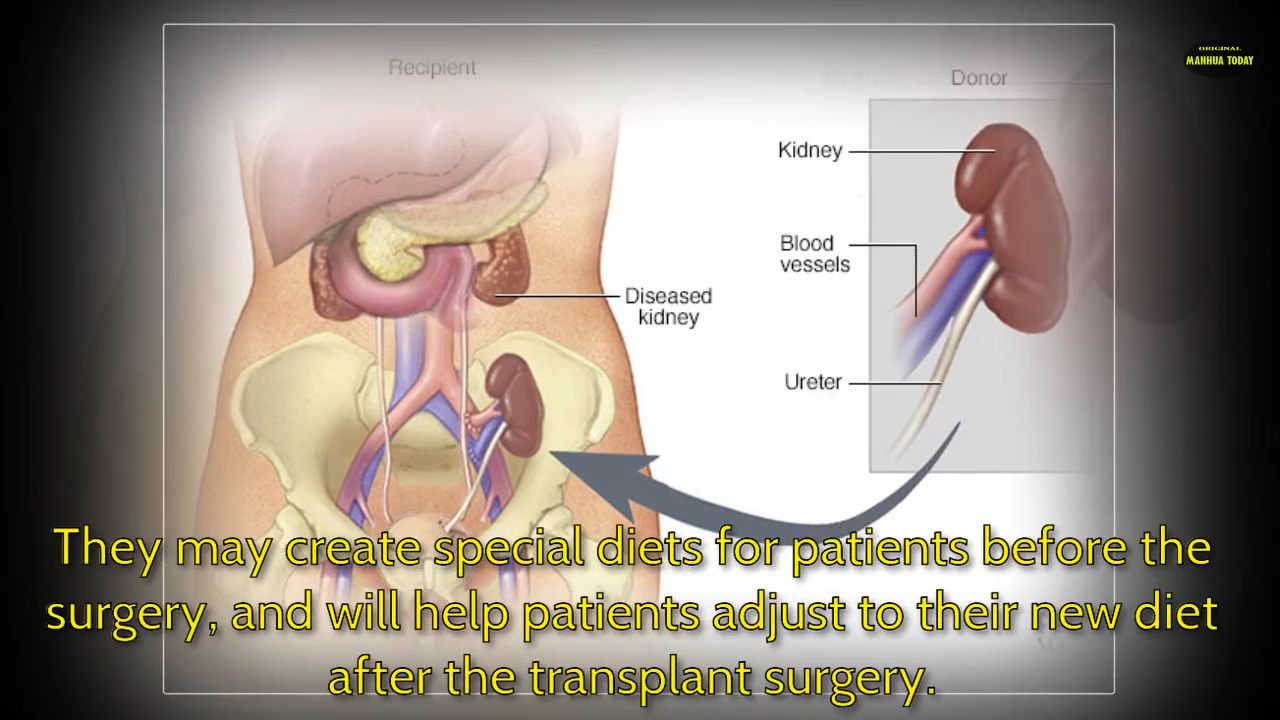 ORIGINAL
MANHUA TODAY
Recipient
Donor
Kidney
Blood
vessels
Diseased
kidney
Ureter
They may create special diets for patients before the
surgery, and will help patients adjust to their new diet
after the transplant surgery.